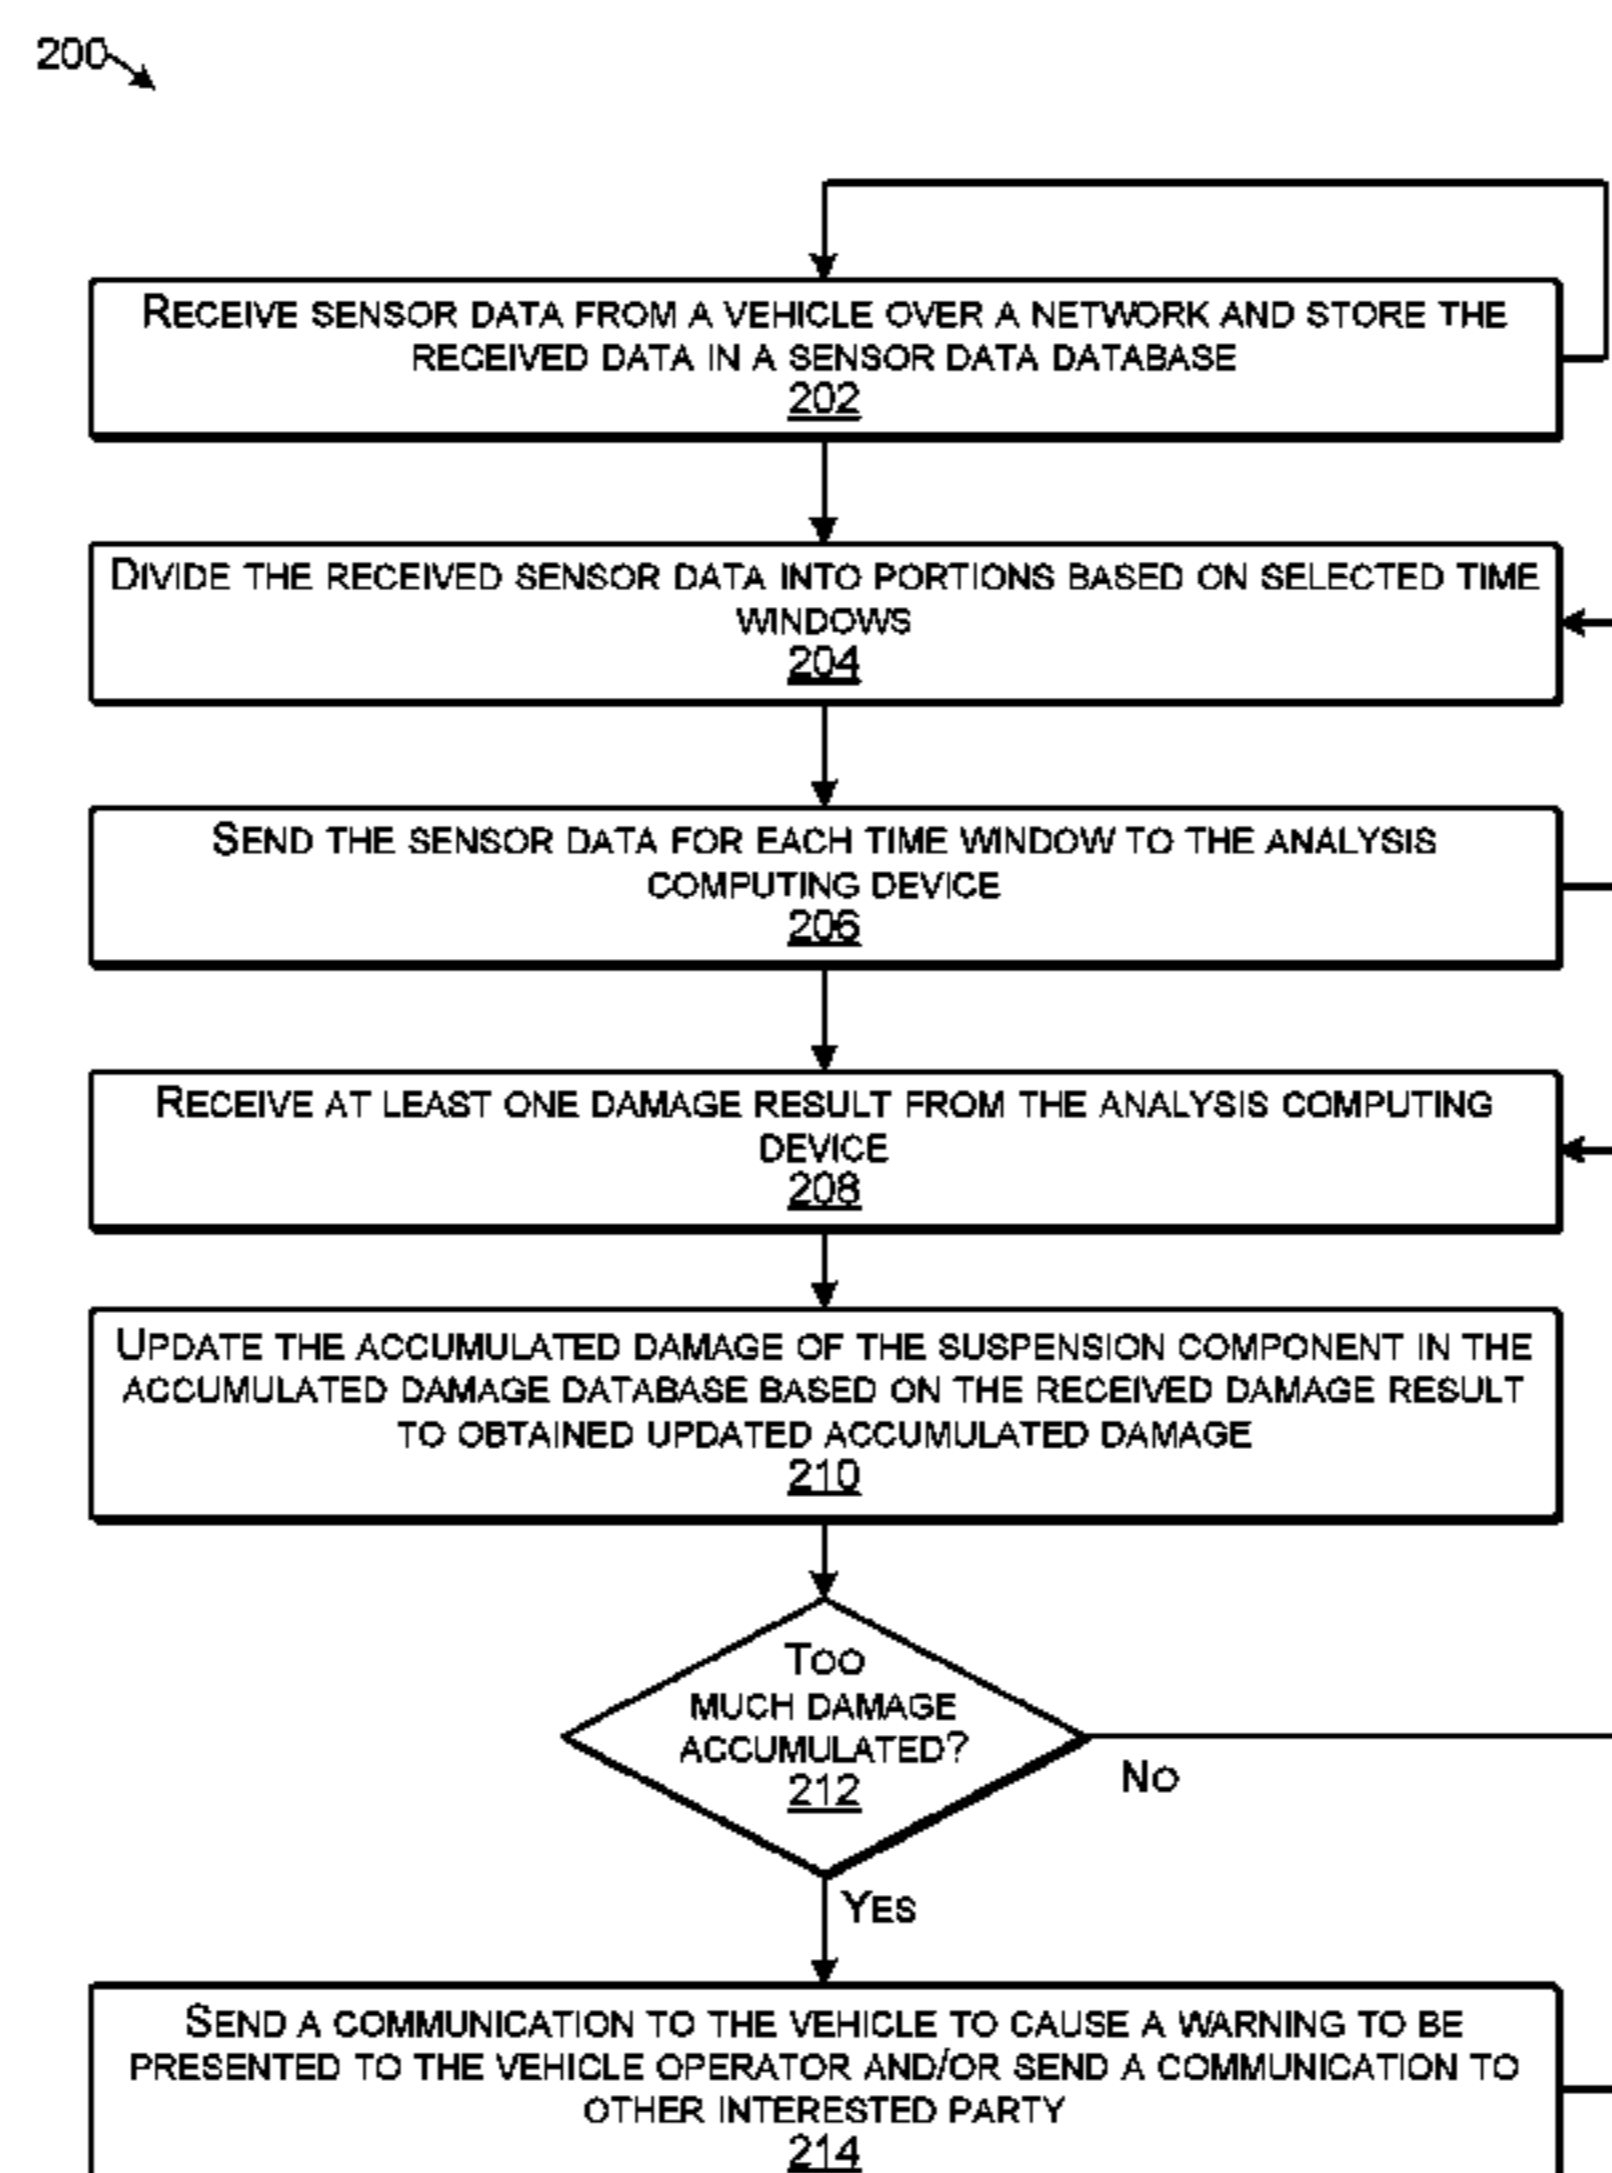 200
RECEIVE SENSOR DATA FROM A VEHICLE OVER A NETWORK AND STORE THE
RECEIVED DATA IN A SENSOR DATA DATABASE
202
DIVIDE THE RECEIVED SENSOR DATA INTO PORTIONS BASED ON SELECTED TIME
WINDOWS
204
SEND THE SENSOR DATA FOR EACH TIME WINDOW TO THE ANALYSIS
COMPUTING DEVICE
206
RECEIVE AT LEAST ONE DAMAGE RESULT FROM THE ANALYSIS COMPUTING
DEVICE
208
UPDATE THE ACCUMULATED DAMAGE OF THE SUSPENSION COMPONENT IN THE
ACCUMULATED DAMAGE DATABASE BASED ON THE RECEIVED DAMAGE RESULT
TO OBTAINED UPDATED ACCUMULATED DAMAGE
210
TOO
MUCH DAMAGE
ACCUMULATED?
212
NO
YES
SEND A COMMUNICATION TO THE VEHICLE TO CAUSE A WARNING TO BE
PRESENTED TO THE VEHICLE OPERATOR AND/OR SEND A COMMUNICATION TO
OTHER INTERESTED PARTY
214